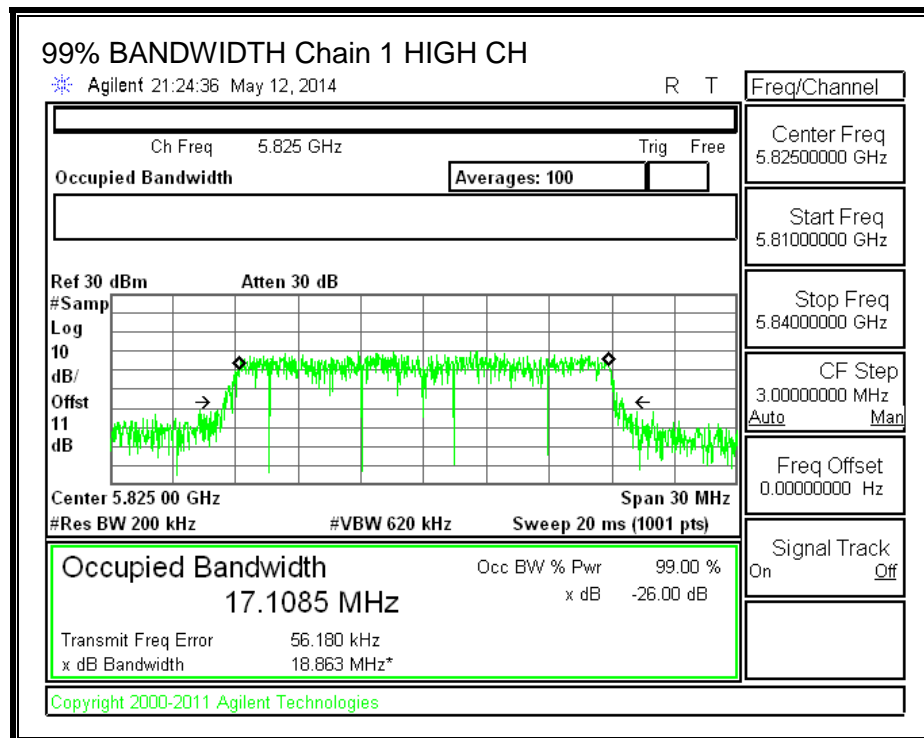 99% BANDWIDTH Chain 1 HIGH CH
Agilent 21:24:36 May 12, 2014 R T
Freq/Channel
Ch Freq 5.825 GHz Trig Free
Occupied Bandwidth Averages: 100
Center Freq
5.82500000 GHz
Start Freq
5.81000000 GHz
Stop Freq
5.84000000 GHz
CF Step
3.00000000 MHz
Auto Man
Freq Offset
0.00000000 Hz
Signal Track
On Off
Ref 30 dBm Atten 30 dB
#Samp
Log
10
dB/
Offst
11
dB
Center 5.825 00 GHz Span 30 MHz
#Res BW 200 kHz #VBW 620 kHz Sweep 20 ms (1001 pts)
Occupied Bandwidth
17.1085 MHz
Occ BW % Pwr 99.00 %
x dB -26.00 dB
Transmit Freq Error 56.180 kHz
x dB Bandwidth 18.863 MHz*
Copyright 2000-2011 Agilent Technologies